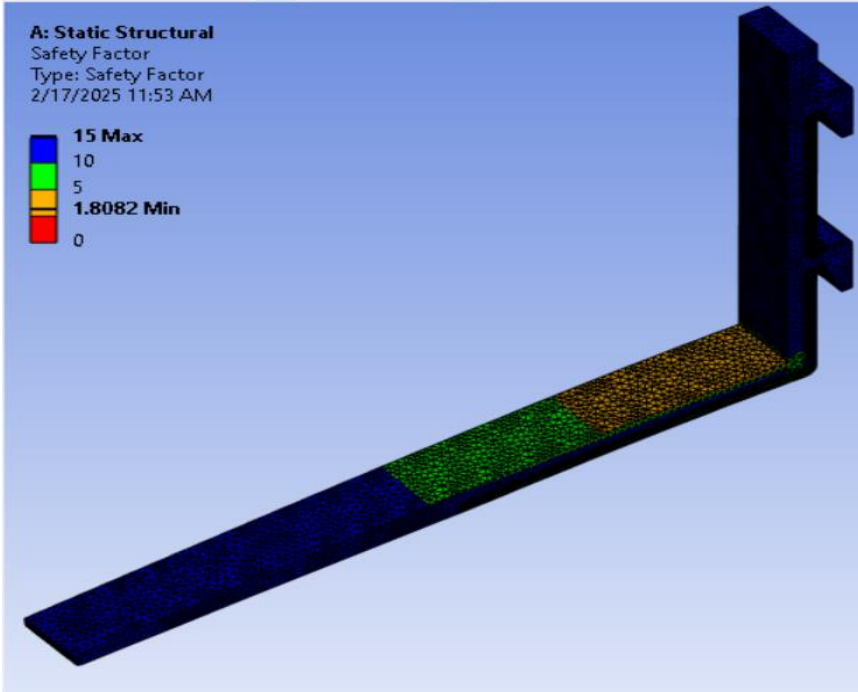 A: Static Structural
Safety Factor
Type: Safety Factor
2/17/2025 11:53 AM
15 Max
10
5
1.8082 Min
0